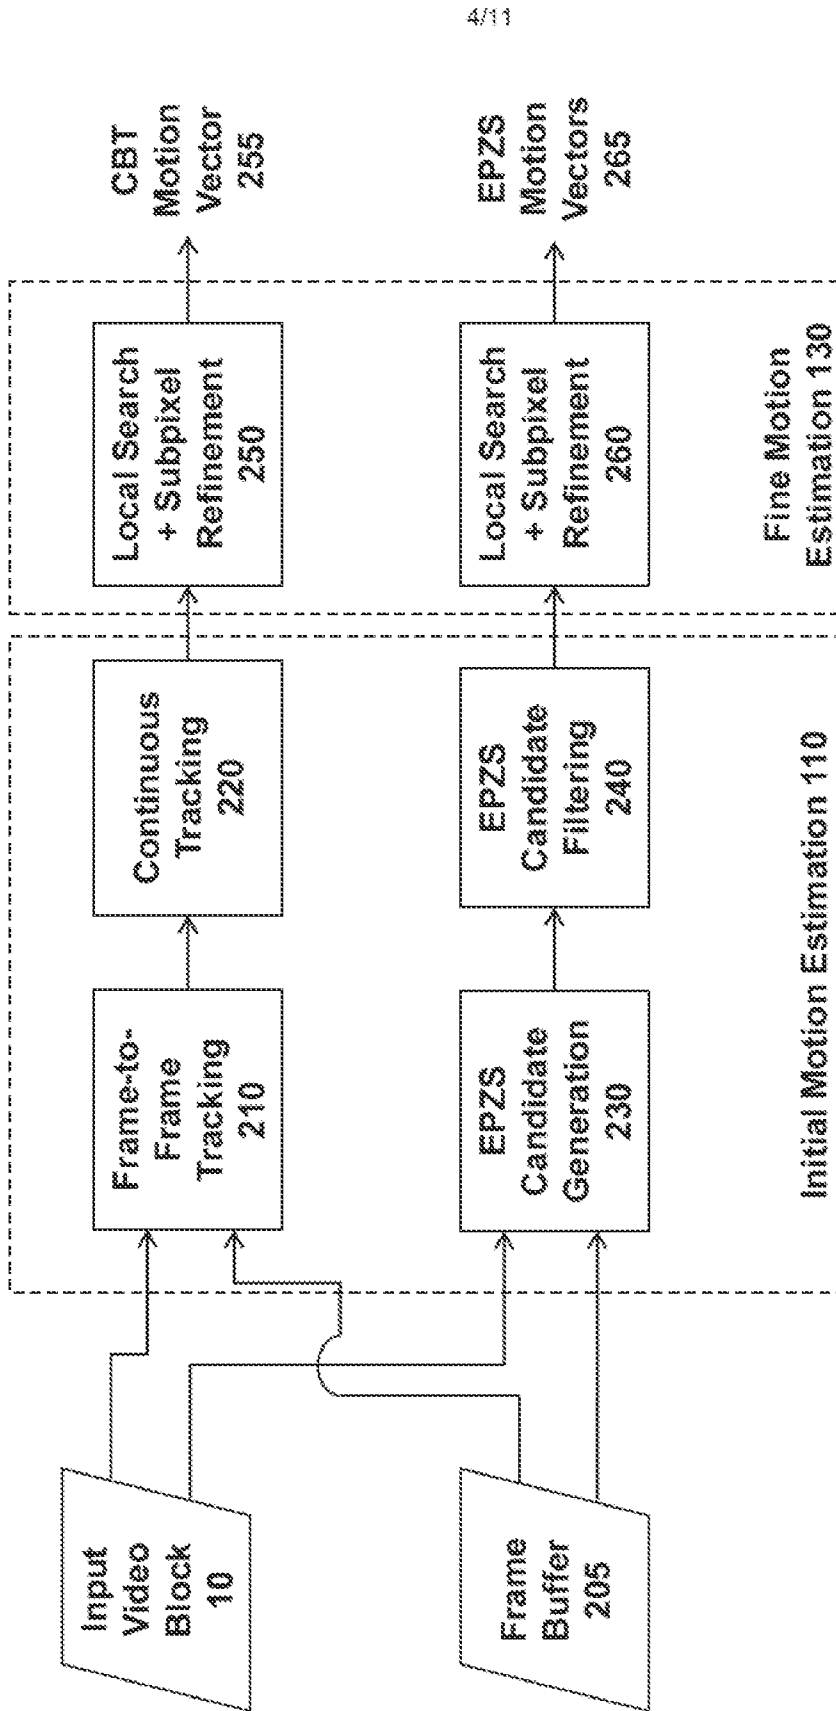 4/11
Input
Video
Block
10
Frame
Buffer
205
Frame-to-
Frame
Tracking
210
Continuous
Tracking
220
EPZS
Candidate
Generation
230
EPZS
Candidate
Filtering
240
Initial Motion Estimation 110
Local Search
+ Subpixel
Refinement
250
Local Search
+ Subpixel
Refinement
260
Fine Motion
Estimation 130
CBT
Motion
Vector
255
EPZS
Motion
Vectors
265